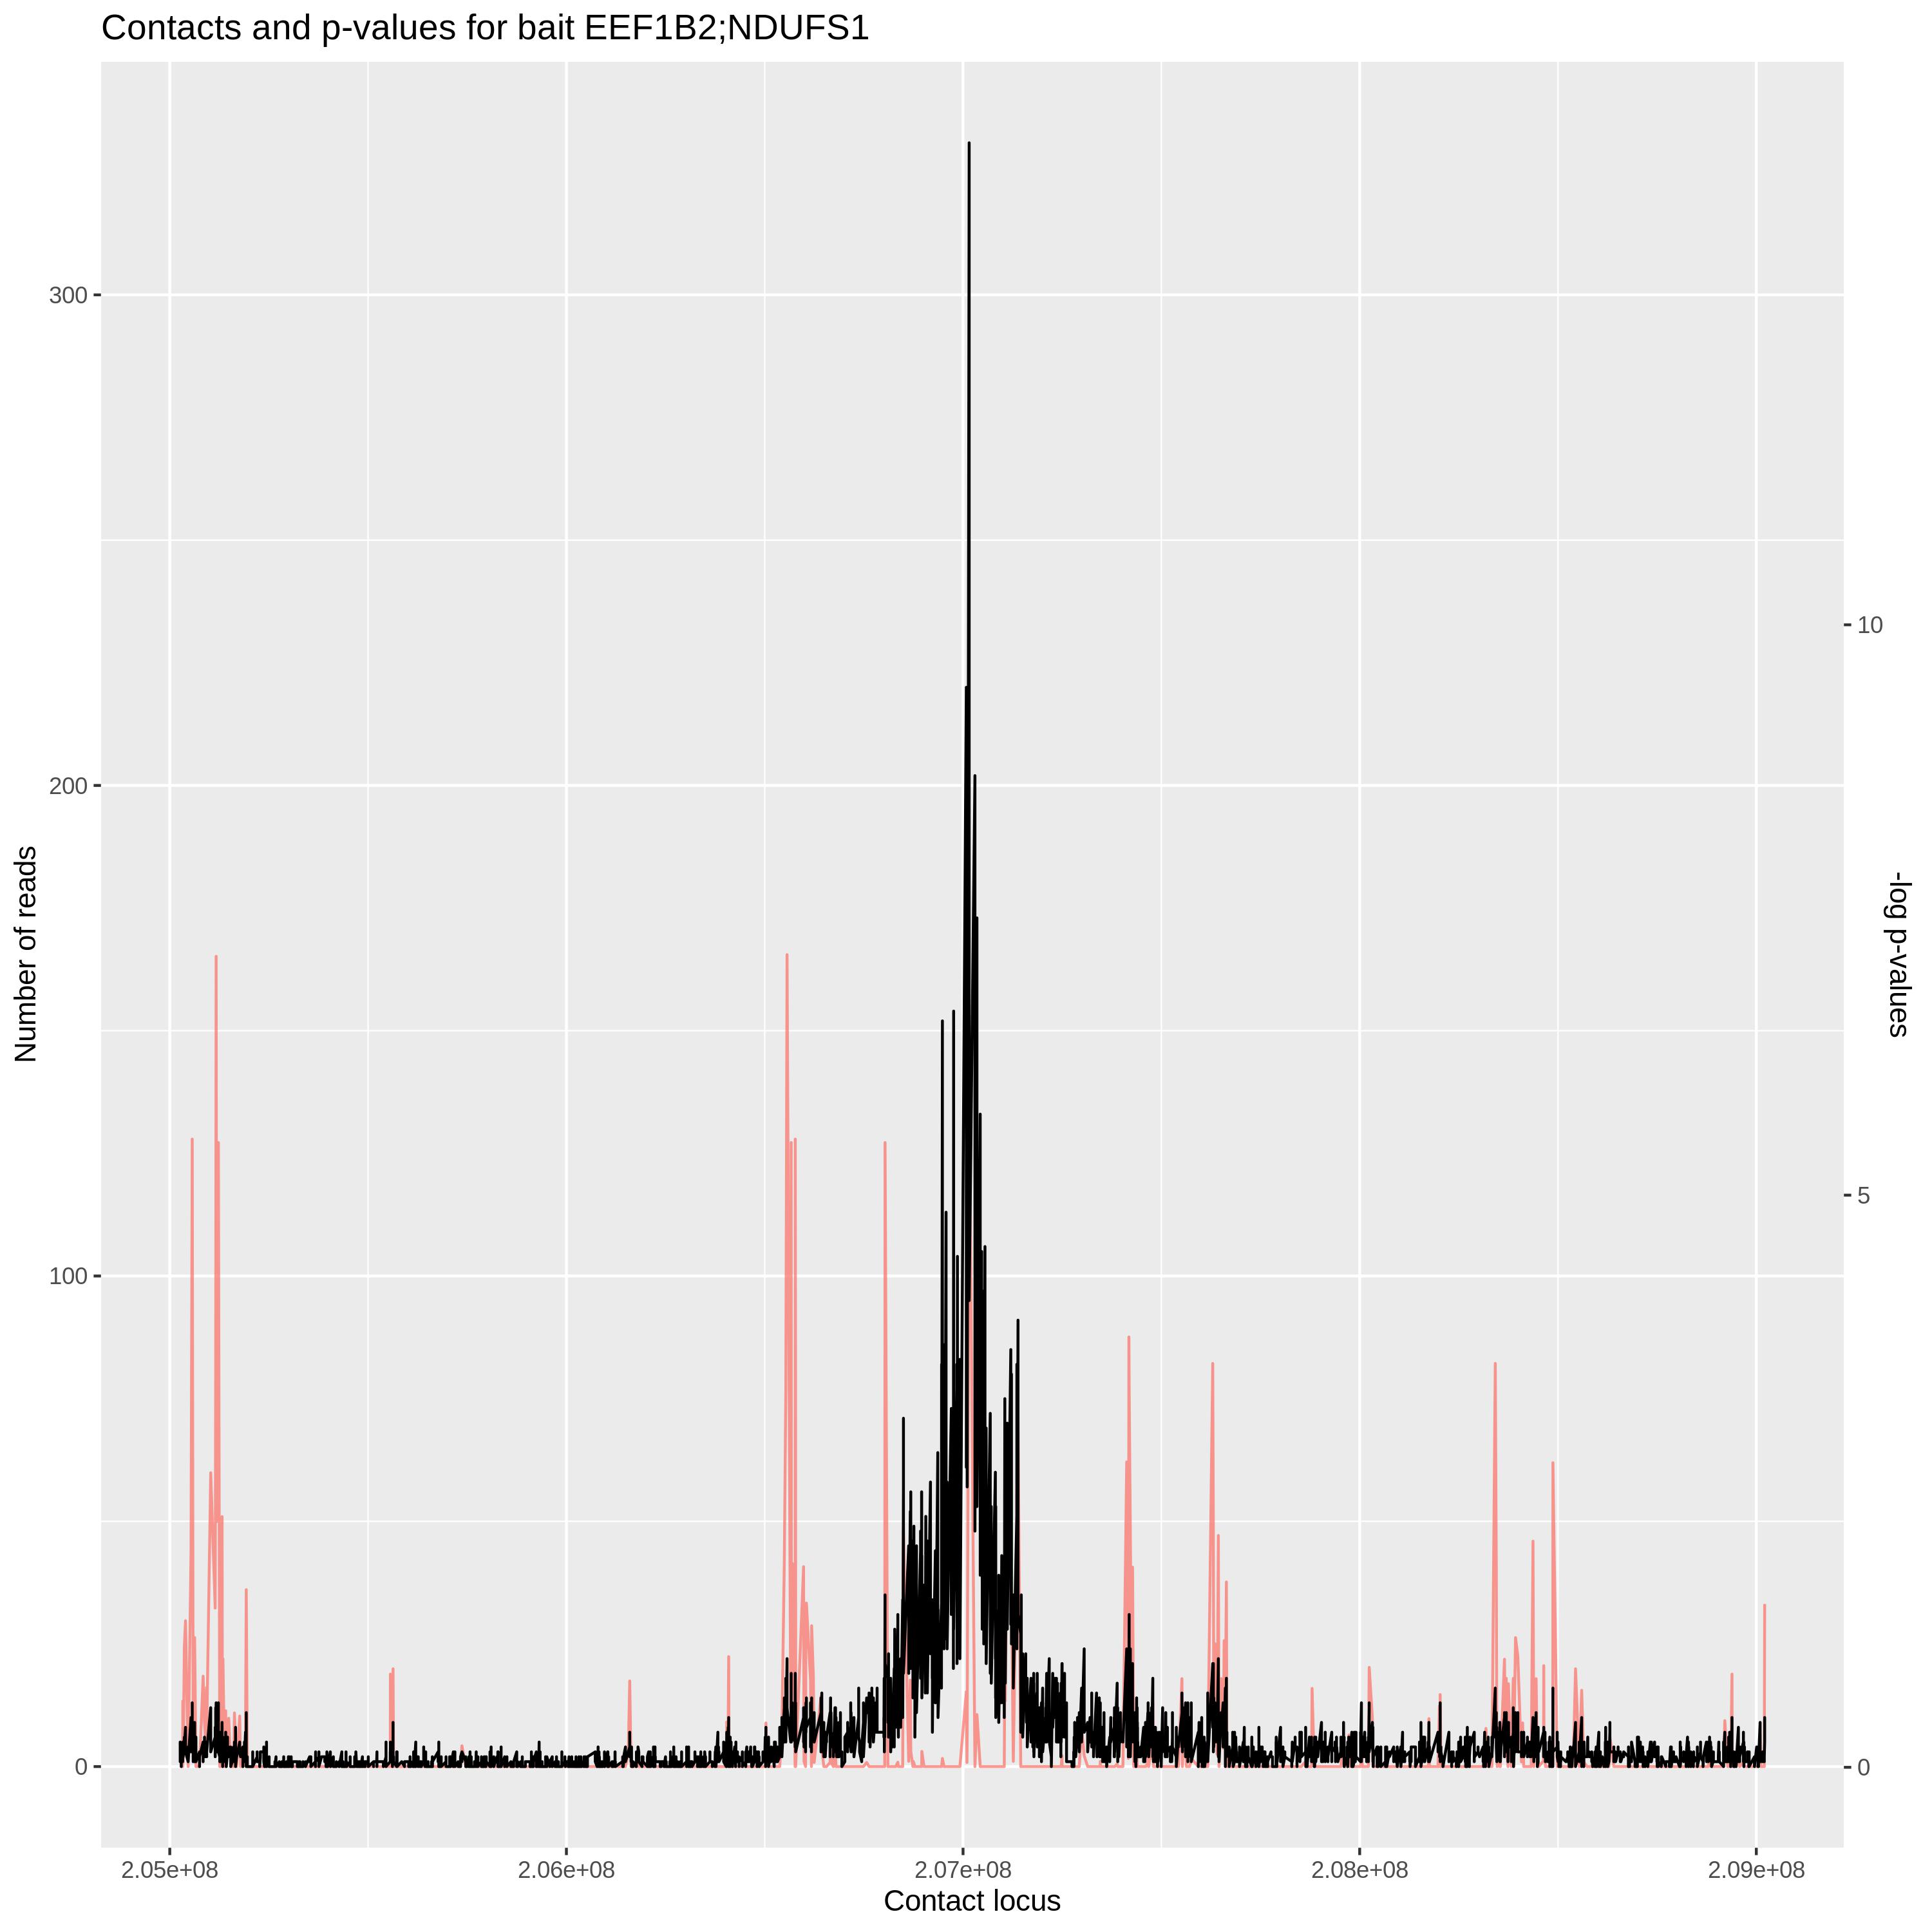 Contacts and p-values for bait EEF1B2;NDUFS1
Number of reads
300
200
100
0
10
5
0
-log p-values
2.05e+08
2.06e+08
2.07e+08
2.08e+08
2.09e+08
Contact locus